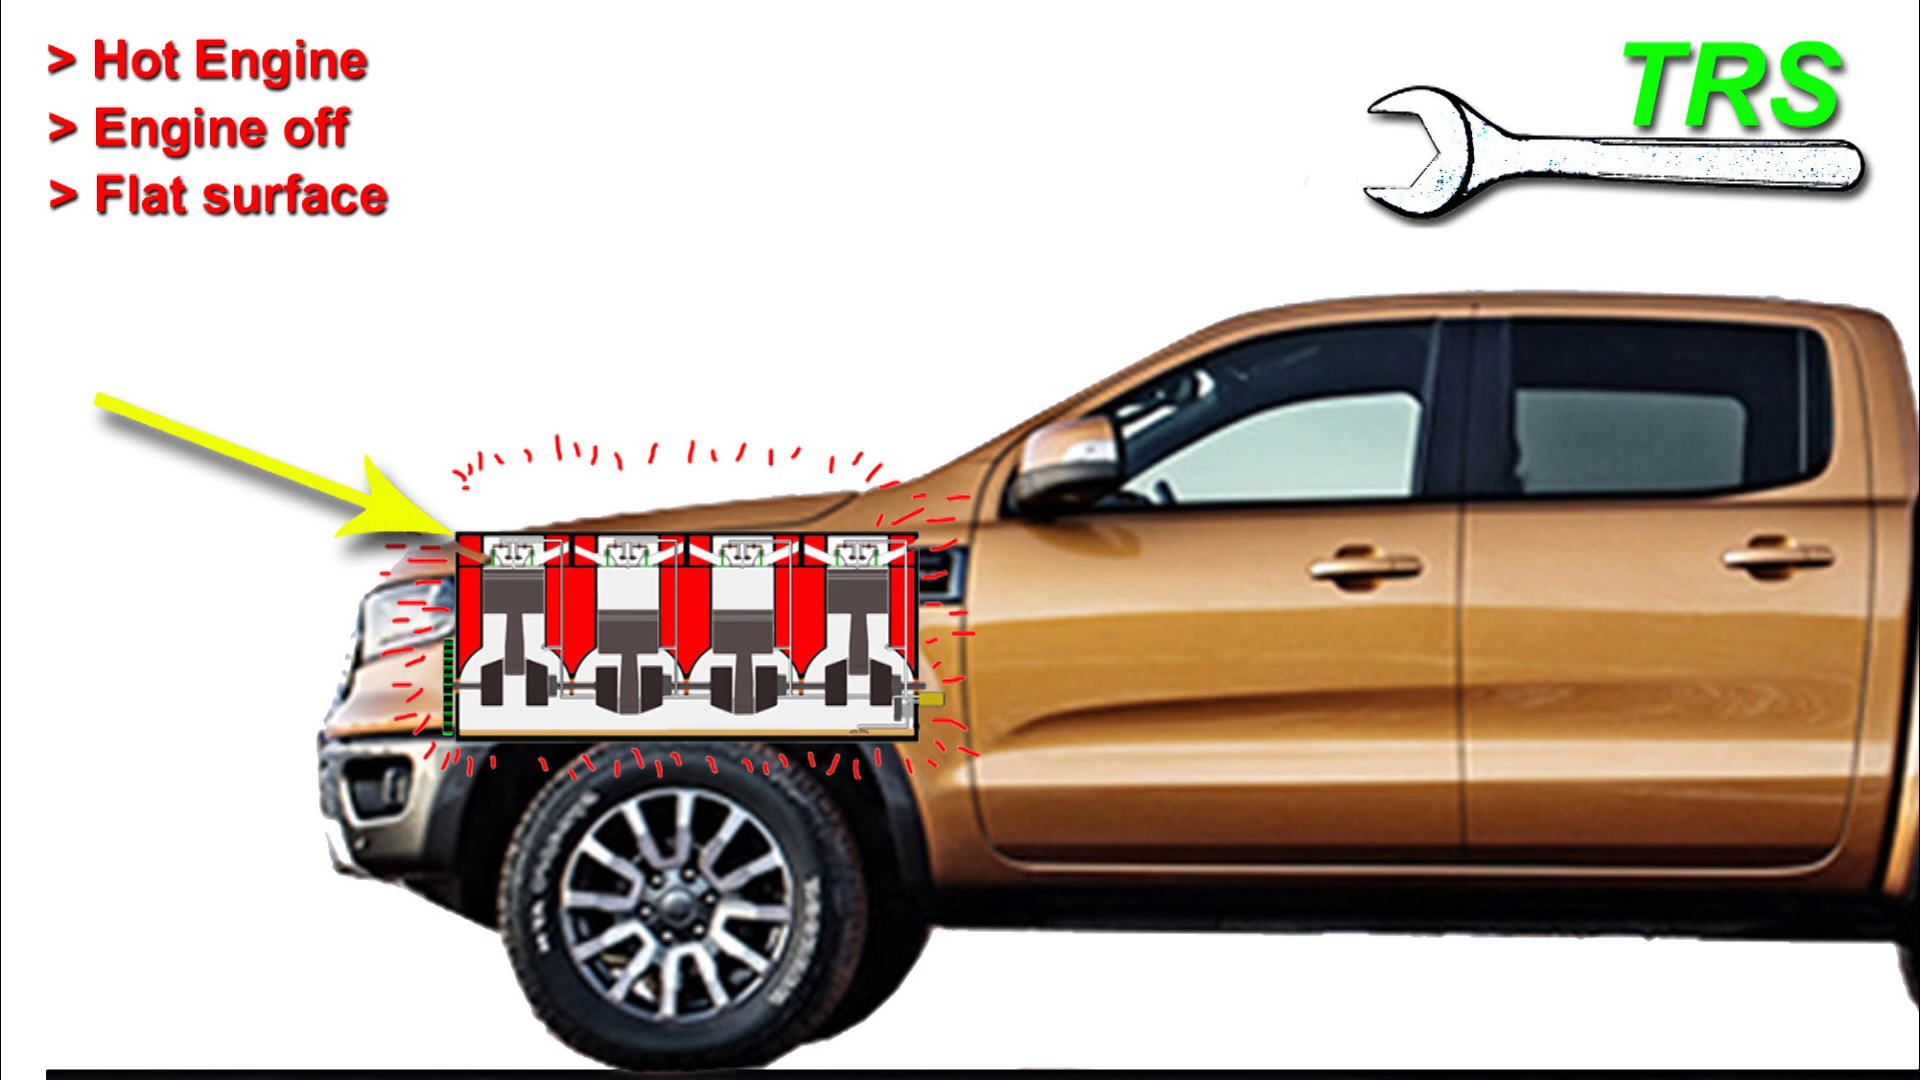 > Hot Engine
> Engine off
> Flat surface
TRS